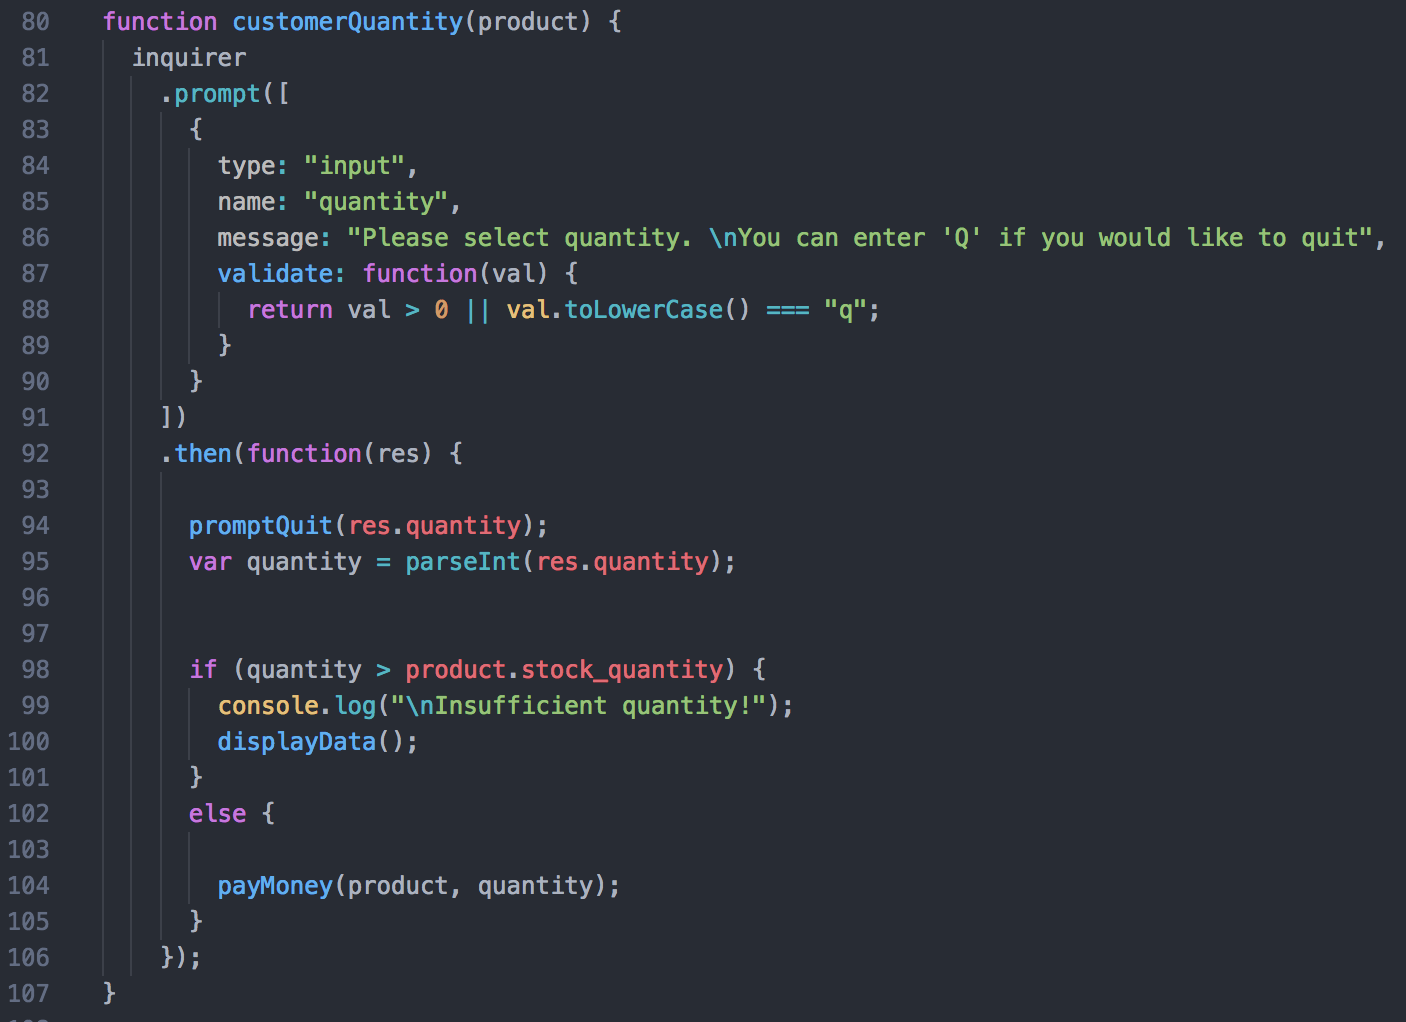 80 function customerQuantity(product) {
81 inquirer
82 .prompt([
83 {
84 type: "input",
85 name: "quantity",
86 message: "Please select quantity. \nYou can enter 'Q' if you would like to quit",
87 validate: function(val) {
88 return val > 0 || val.toLowerCase() === "q";
89 }
90 }
91 ])
92 .then(function(res) {
93
94 promptQuit(res.quantity);
95 var quantity = parseInt(res.quantity);
96
97
98 if (quantity > product.stock_quantity) {
99 console.log("\nInsufficient quantity!");
100 displayData();
101 }
102 else {
103
104 payMoney(product, quantity);
105 }
106 });
107 }